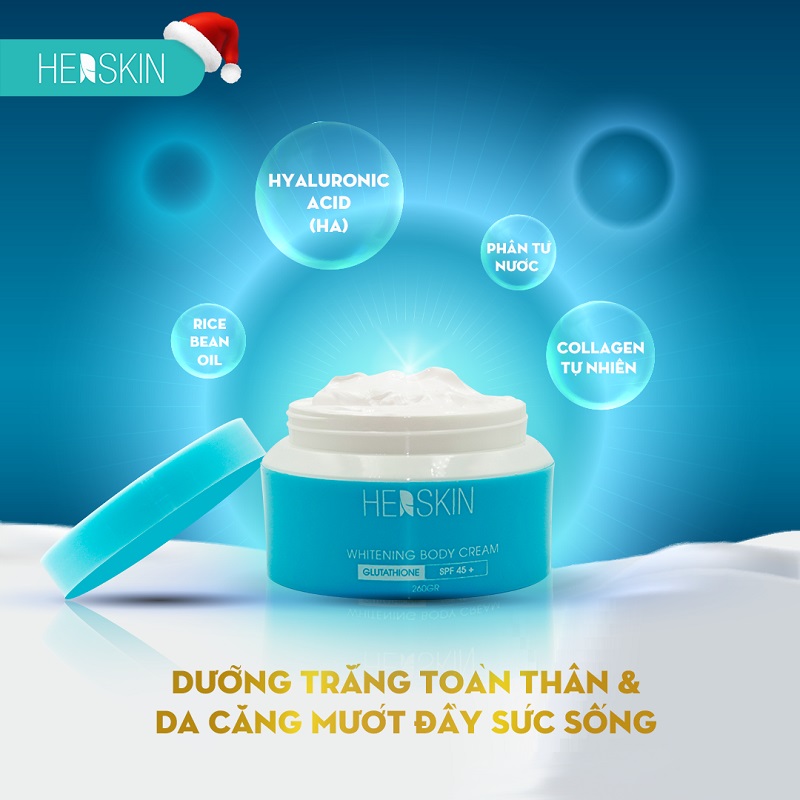 HERSKIN
HYALURONIC
ACID
(HA)
PHÂN TỬ
NƯỚC
RICE
BEAN
OIL
COLLAGEN
TỰ NHIÊN
HERSKIN
WHITENING BODY CREAM
GLUTATHIONE SPF 45 +
260GR
DƯỠNG TRẮNG TOÀN THÂN &
DA CĂNG MƯỚT ĐẦY SỨC SỐNG